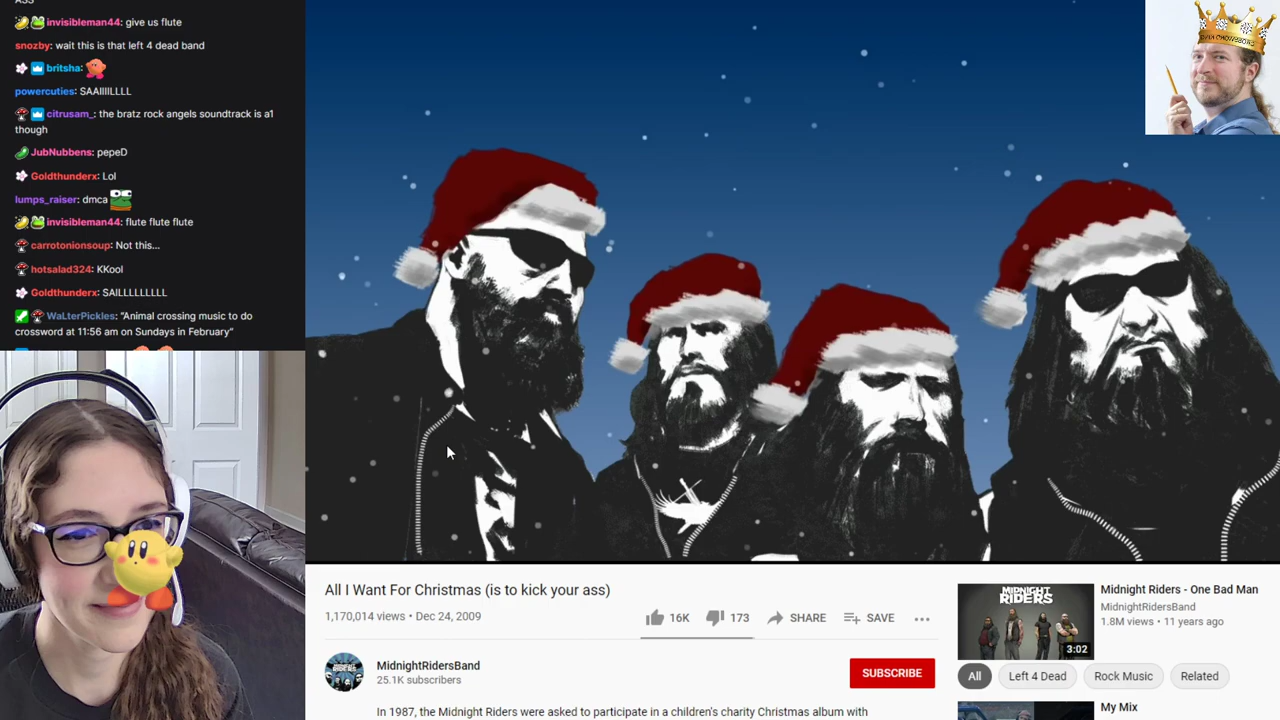 ASS
invisibleman44: give us flute
snozby: wait this is that left 4 dead band
britsha:
powercuties: SAAIIIILLLL
citrusam_: the bratz rock angels soundtrack is a1
though
JubNubbens: pepeD
Goldthunderx: Lol
lumps_raiser: dmca
invisibleman44: flute flute flute
carrotonionsoup: Not this...
hotsalad324: KKool
Goldthunderx: SAILLLLLLLLL
WaLterPickles: “Animal crossing music to do
crossword at 11:56 am on Sundays in February”
All I Want For Christmas (is to kick your ass)
1,170,014 views • Dec 24, 2009
16K
173
SHARE
SAVE
MidnightRidersBand
25.1K subscribers
SUBSCRIBE
In 1987, the Midnight Riders were asked to participate in a children's charity Christmas album with
MIDNIGHT
RIDERS
3:02
Midnight Riders - One Bad Man
MidnightRidersBand
1.8M views • 11 years ago
All
Left 4 Dead
Rock Music
Related
My Mix